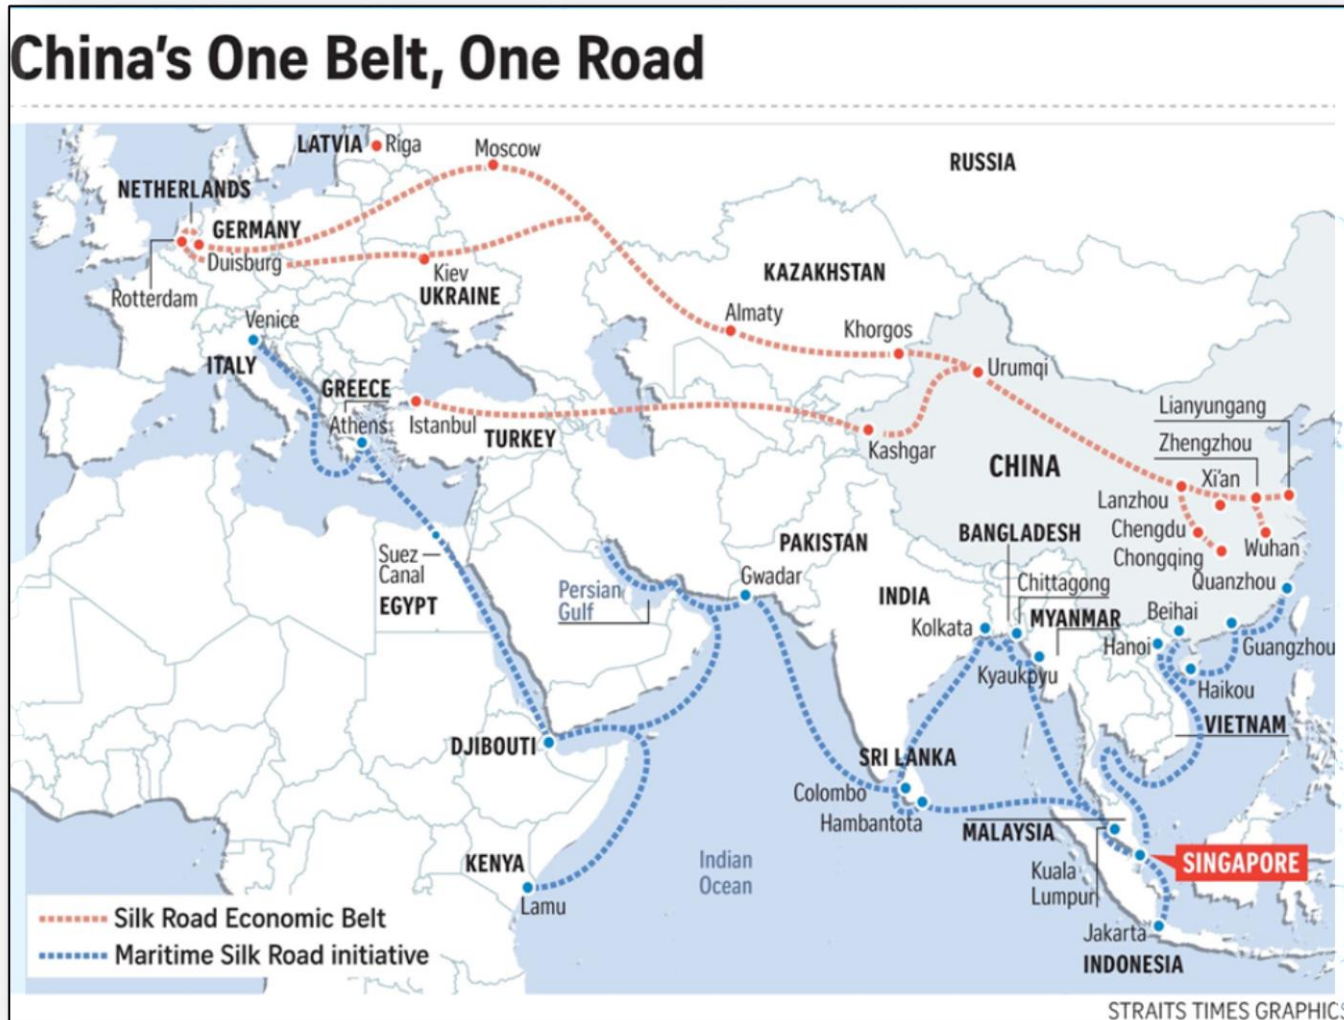 China's One Belt, One Road
LATVIA
Riga
Moscow
RUSSIA
NETHERLANDS
GERMANY
Duisburg
Rotterdam
Kiev
UKRAINE
KAZAKHSTAN
Venice
Almaty
Khorgos
ITALY
Urumqi
GREECE
Athens
Istanbul
TURKEY
Kashgar
Lianyungang
Zhengzhou
CHINA
Xi'an
Lanzhou
Chengdu
Chongqing
Wuhan
Suez
Canal
EGYPT
PAKISTAN
BANGLADESH
Persian
Gulf
Gwadar
INDIA
Chittagong
Quanzhou
Kolkata
MYANMAR
Beihai
Hanoi
Guangzhou
Kyaukpyu
Haikou
VIETNAM
DJIBOUTI
SRI LANKA
Colombo
Hambantota
MALAYSIA
KENYA
Indian
Ocean
Kuala
Lumpur
SINGAPORE
Lamu
Silk Road Economic Belt
Maritime Silk Road initiative
Jakarta
INDONESIA
STRAITS TIMES GRAPHICS